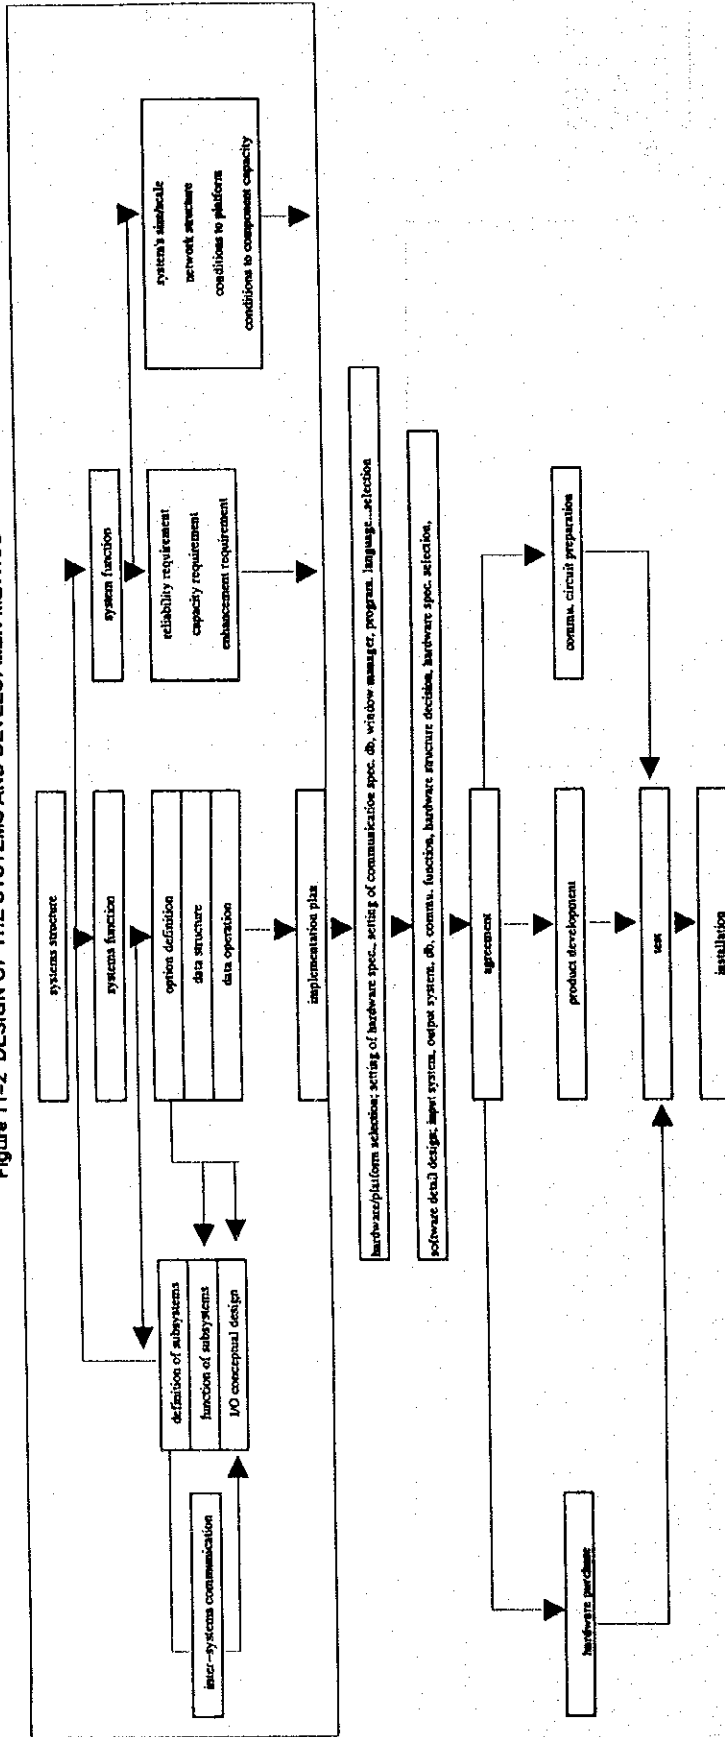 Figure 11-2 DESIGN OF THE SYSTEMS AND DEVELOPMENT METHOD
systems structure
systems function
system function
option definition
data structure
data operation
reliability requirement
capacity requirement
enhancement requirement
system's size/scale
network structure
conditions to platform
conditions to component capacity
definition of subsystems
function of subsystems
I/O conceptual design
inter-systems communication
implementation plan
hardware/platform selection; setting of hardware spec., setting of communication spec. db, window manager, program. language...selection
software detail design; input system, output system, db, commu. function, hardware structure decision, hardware spec. selection,
agreement
hardware purchase
product development
commu. circuit preparation
test
installation